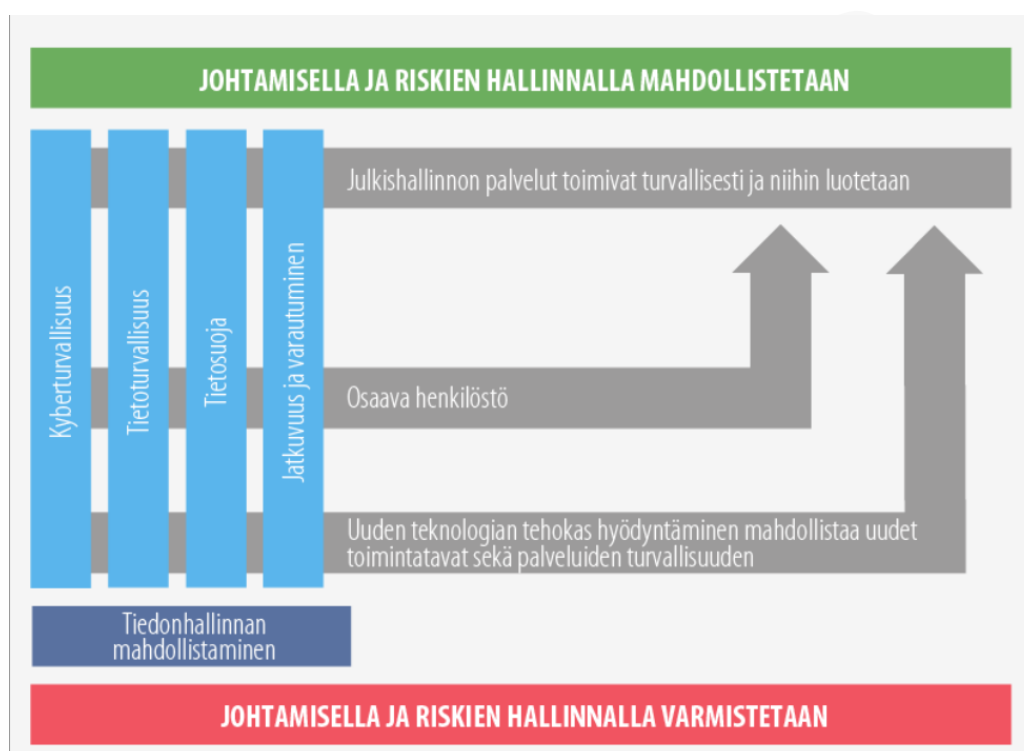 JOHTAMISELLA JA RISKIEN HALLINNALLA MAHDOLLISTETAAN
Kyberturvallisuus
Tietoturvallisuus
Tietosuoja
Jatkuvuus ja varautuminen
Julkishallinnon palvelut toimivat turvallisesti ja niihin luotetaan
Osaava henkilöstö
Uuden teknologian tehokas hyödyntäminen mahdollistaa uudet
toimintatavat sekä palveluiden turvallisuuden
Tiedonhallinnan
mahdollistaminen
JOHTAMISELLA JA RISKIEN HALLINNALLA VARMISTETAAN